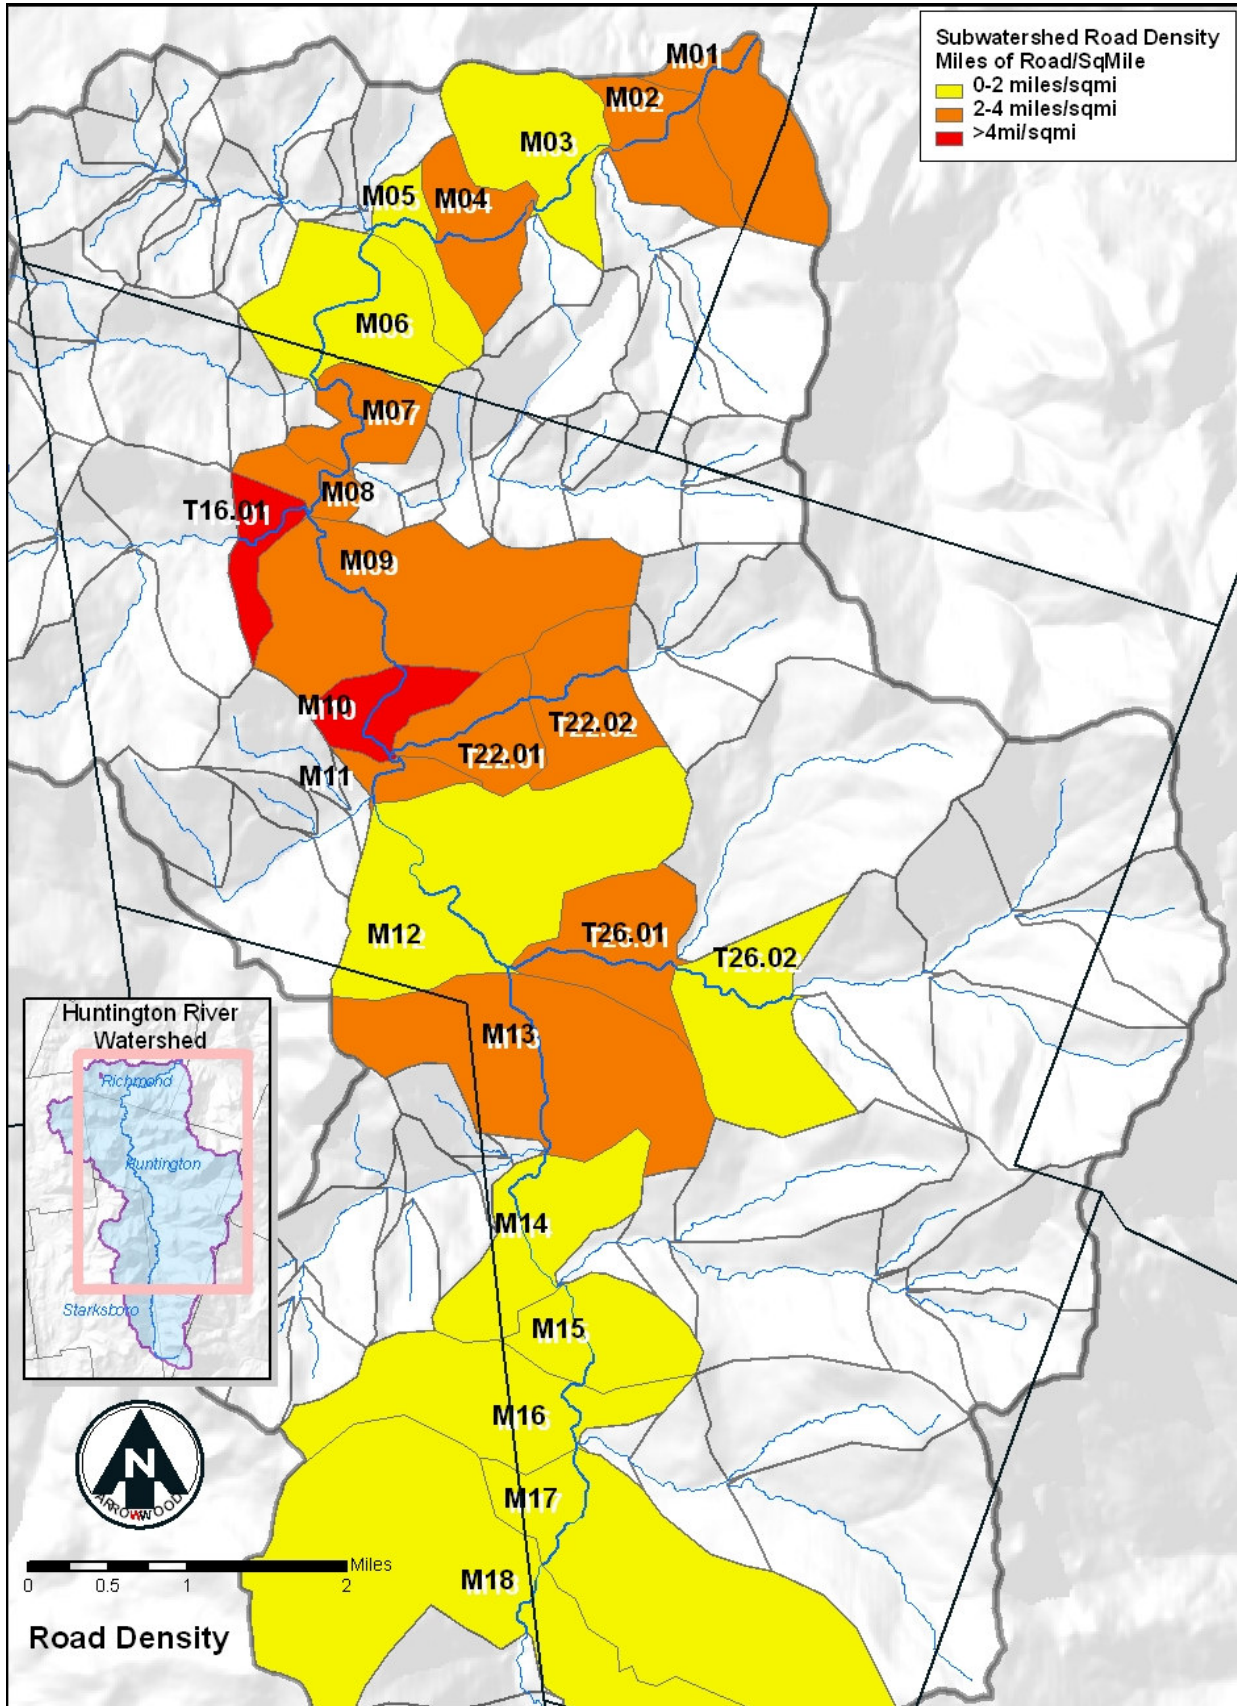 Subwatershed Road Density
Miles of Road/SqMile
0-2 miles/sqmi
2-4 miles/sqmi
>4mi/sqmi
M01
M02
M03
M05
M04
M06
M07
M08
T16.01
M09
M10
T22.02
T22.01
M11
M12
T26.01
T26.02
M13
Huntington River
Watershed
Richmond
Huntington
Starksboro
M14
M15
M16
M17
M18
N
ARROWWOOD
Miles
0 0.5 1 2
Road Density